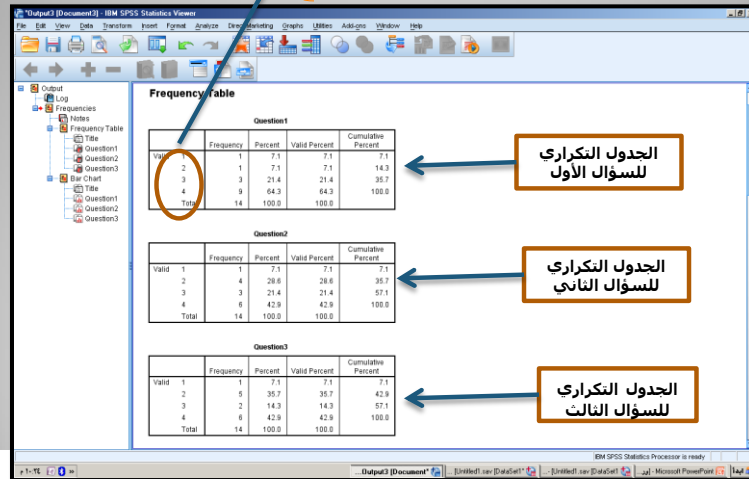 *Output3 [Document3] - IBM SPSS Statistics Viewer
File Edit View Data Transform Insert Format Analyze Direct Marketing Graphs Utilities Add-ons Window Help
Output
Log
Frequencies
Notes
Frequency Table
Title
Question1
Question2
Question3
Bar Chart
Title
Question1
Question2
Question3
Frequency Table
Question1
Frequency Percent Valid Percent Cumulative Percent
Valid 1 1 7.1 7.1 7.1
2 1 7.1 7.1 14.3
3 3 21.4 21.4 35.7
4 9 64.3 64.3 100.0
Total 14 100.0 100.0
الجدول التكراري
للسؤال الأول
Question2
Frequency Percent Valid Percent Cumulative Percent
Valid 1 1 7.1 7.1 7.1
2 4 28.6 28.6 35.7
3 3 21.4 21.4 57.1
4 6 42.9 42.9 100.0
Total 14 100.0 100.0
الجدول التكراري
للسؤال الثاني
Question3
Frequency Percent Valid Percent Cumulative Percent
Valid 1 1 7.1 7.1 7.1
2 5 35.7 35.7 42.9
3 2 14.3 14.3 57.1
4 6 42.9 42.9 100.0
Total 14 100.0 100.0
الجدول التكراري
للسؤال الثالث
IBM SPSS Statistics Processor is ready
...Output3 [Document* ...[Untitled1.sav [DataSet1* ...- [Untitled1.sav [DataSet1 - Microsoft PowerPoint